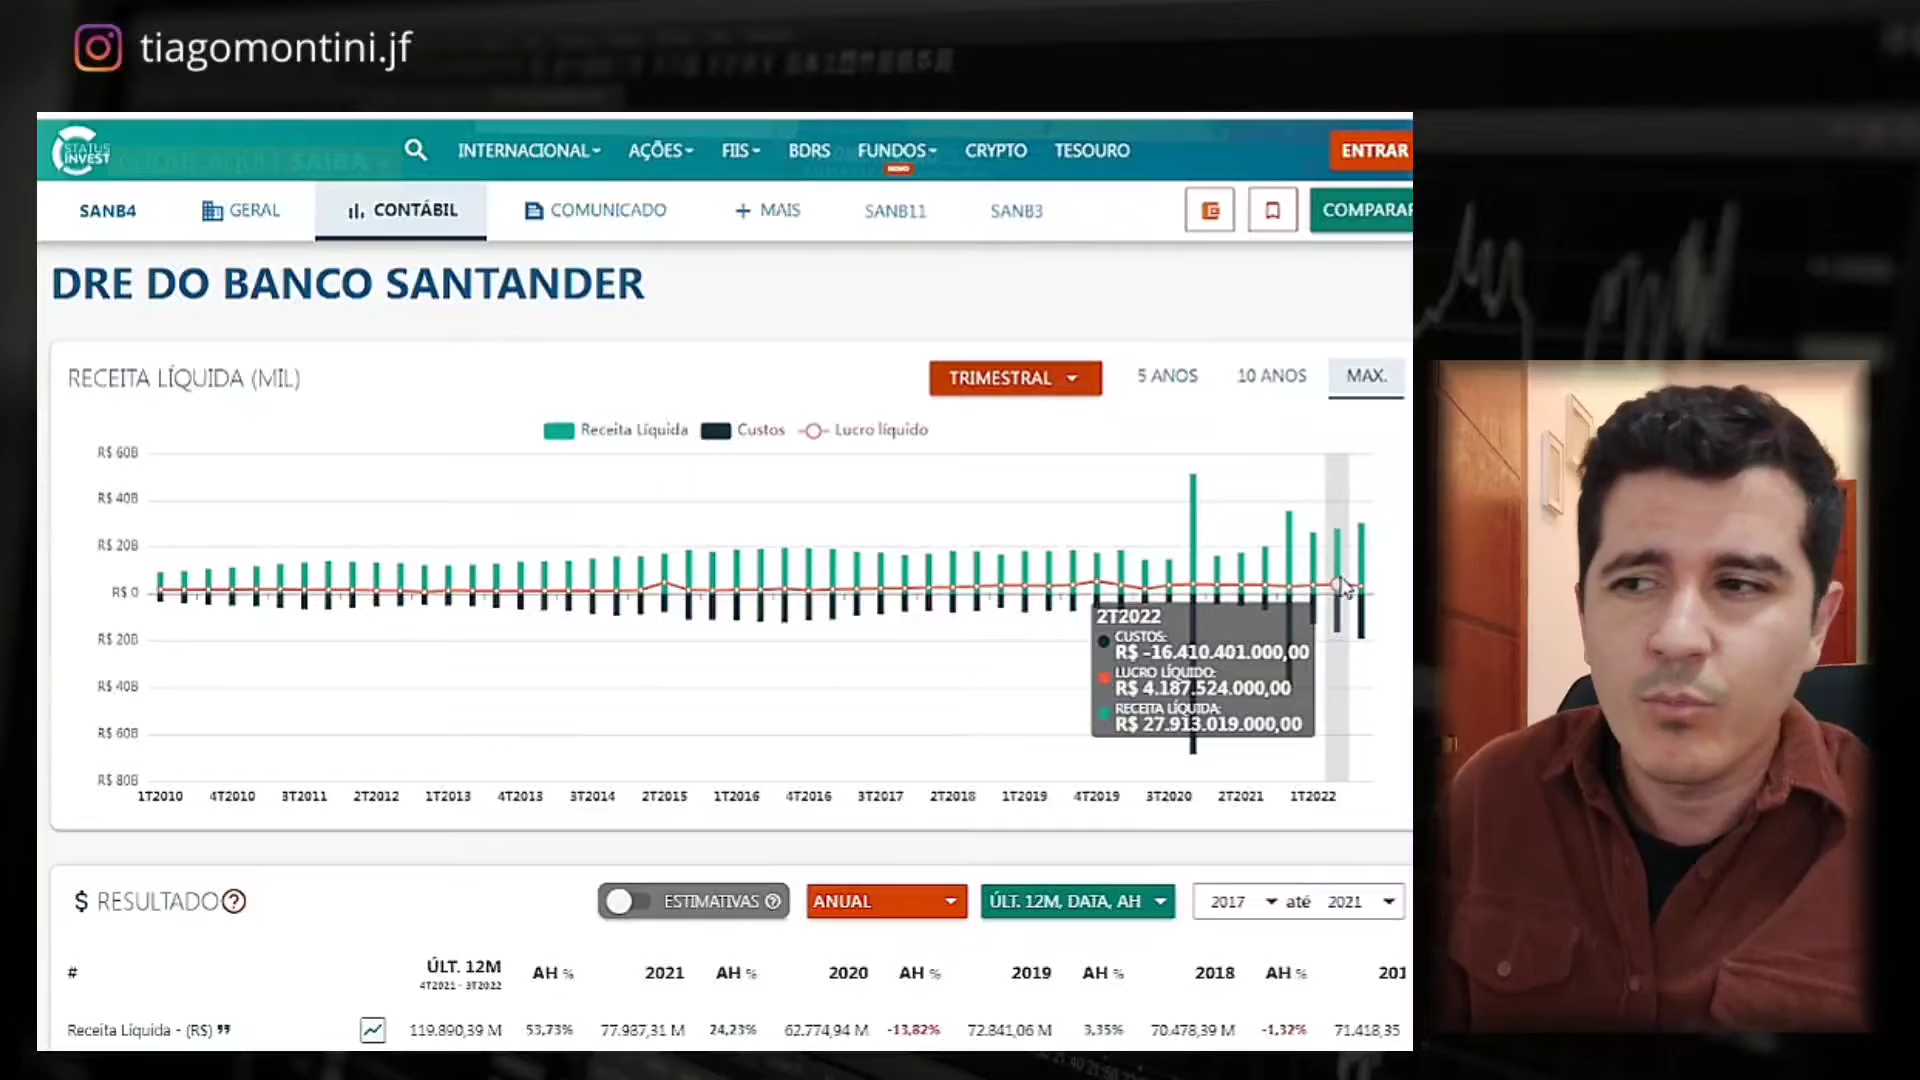 tiagomontini.jf
STATUS INVEST
INTERNACIONAL AÇÕES FIIS BDRS FUNDOS CRYPTO TESOURO ENTRAR
NOVO
SANB4 GERAL CONTÁBIL COMUNICADO + MAIS SANB11 SANB3 COMPARAR
DRE DO BANCO SANTANDER
RECEITA LÍQUIDA (MIL) TRIMESTRAL 5 ANOS 10 ANOS MAX.
Receita Líquida Custos Lucro líquido
R$ 60B
R$ 40B
R$ 20B
R$ 0
R$ 20B
R$ 40B
R$ 60B
R$ 80B
2T2022
CUSTOS:
R$ -16.410.401.000,00
LUCRO LÍQUIDO:
R$ 4.187.524.000,00
RECEITA LÍQUIDA:
R$ 27.913.019.000,00
1T2010 4T2010 3T2011 2T2012 1T2013 4T2013 3T2014 2T2015 1T2016 4T2016 3T2017 2T2018 1T2019 4T2019 3T2020 2T2021 1T2022
$ RESULTADO ? ESTIMATIVAS ? ANUAL ÚLT. 12M, DATA, AH 2017 até 2021
# ÚLT. 12M AH % 2021 AH % 2020 AH % 2019 AH % 2018 AH % 201
4T2021 - 3T2022
Receita Líquida - (R$) 119.890,39 M 53,73% 77.987,31 M 24,23% 62.774,94 M -13,82% 72.841,06 M 3,35% 70.478,39 M -1,32% 71.418,35